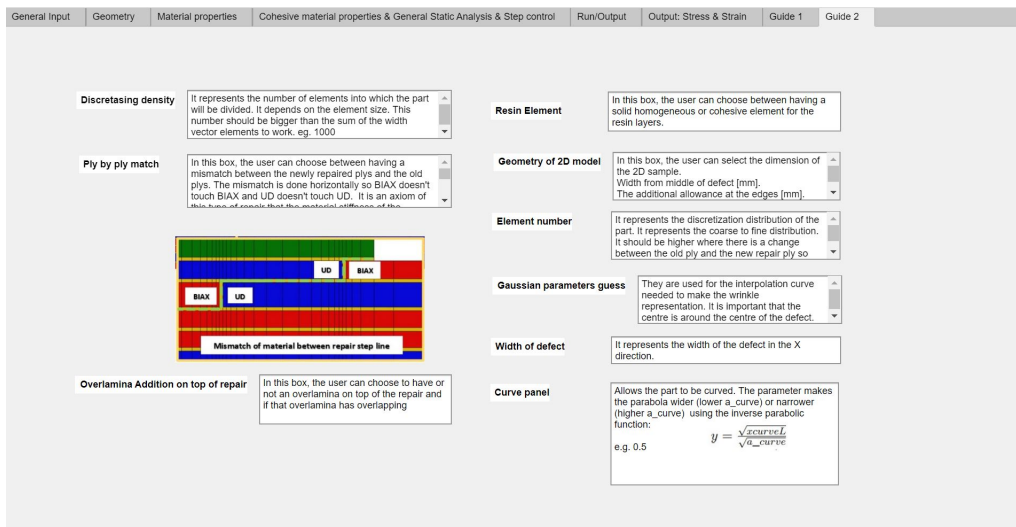 General Input
Geometry
Material properties
Cohesive material properties & General Static Analysis & Step control
Run/Output
Output: Stress & Strain
Guide 1
Guide 2
Discretasing density
It represents the number of elements into which the part
will be divided. It depends on the element size. This
number should be bigger than the sum of the width
vector elements to work. eg. 1000
Ply by ply match
In this box, the user can choose between having a
mismatch between the newly repaired plys and the old
plys. The mismatch is done horizontally so BIAX doesn't
touch BIAX and UD doesn't touch UD. It is an axiom of
this type of repair that the material stiffness of the
UD
BIAX
BIAX
UD
Mismatch of material between repair step line
Overlamina Addition on top of repair
In this box, the user can choose to have or
not an overlamina on top of the repair and
if that overlamina has overlapping
Resin Element
In this box, the user can choose between having a
solid homogeneous or cohesive element for the
resin layers.
Geometry of 2D model
In this box, the user can select the dimension of
the 2D sample.
Width from middle of defect [mm].
The additional allowance at the edges [mm].
Element number
It represents the discretization distribution of the
part. It represents the coarse to fine distribution.
It should be higher where there is a change
between the old ply and the new repair ply so
Gaussian parameters guess
They are used for the interpolation curve
needed to make the wrinkle
representation. It is important that the
centre is around the centre of the defect.
Width of defect
It represents the width of the defect in the X
direction.
Curve panel
Allows the part to be curved. The parameter makes
the parabola wider (lower a_curve) or narrower
(higher a_curve) using the inverse parabolic
function:
y = √xcurveL / √a_curve
e.g. 0.5